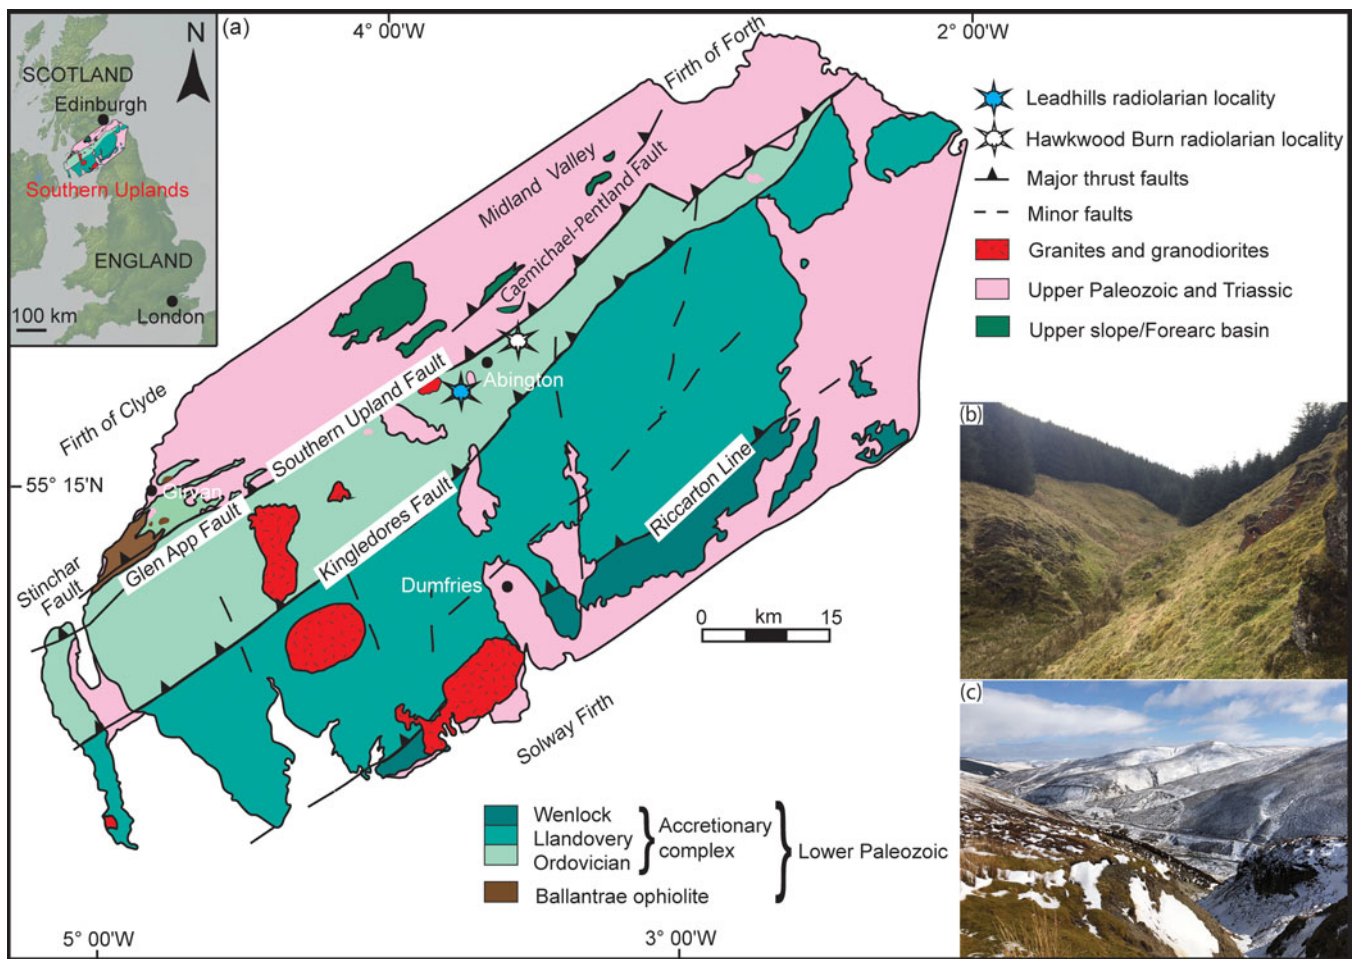 N
(a)
SCOTLAND
Edinburgh
Southern Uplands
ENGLAND
London
100 km
4° 00'W
2° 00'W
Firth of Forth
Midland Valley
Caemichael-Pentland Fault
Firth of Clyde
Southern Upland Fault
Abington
55° 15'N
Girvan
Glen App Fault
Kingledores Fault
Stinchar
Fault
Riccarton Line
Dumfries
0 km 15
Solway Firth
5° 00'W
3° 00'W
Leadhills radiolarian locality
Hawkwood Burn radiolarian locality
Major thrust faults
Minor faults
Granites and granodiorites
Upper Paleozoic and Triassic
Upper slope/Forearc basin
Wenlock
Llandovery
Ordovician
Accretionary
complex
Lower Paleozoic
Ballantrae ophiolite
(b)
(c)